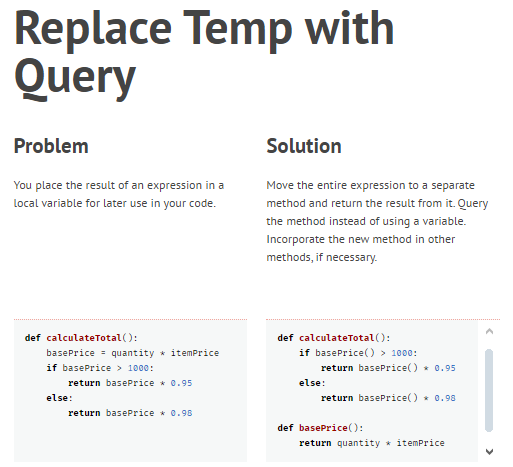 Replace Temp with
Query
Problem
You place the result of an expression in a
local variable for later use in your code.
Solution
Move the entire expression to a separate
method and return the result from it. Query
the method instead of using a variable.
Incorporate the new method in other
methods, if necessary.
def calculateTotal():
    basePrice = quantity * itemPrice
    if basePrice > 1000:
        return basePrice * 0.95
    else:
        return basePrice * 0.98
def calculateTotal():
    if basePrice() > 1000:
        return basePrice() * 0.95
    else:
        return basePrice() * 0.98
def basePrice():
    return quantity * itemPrice